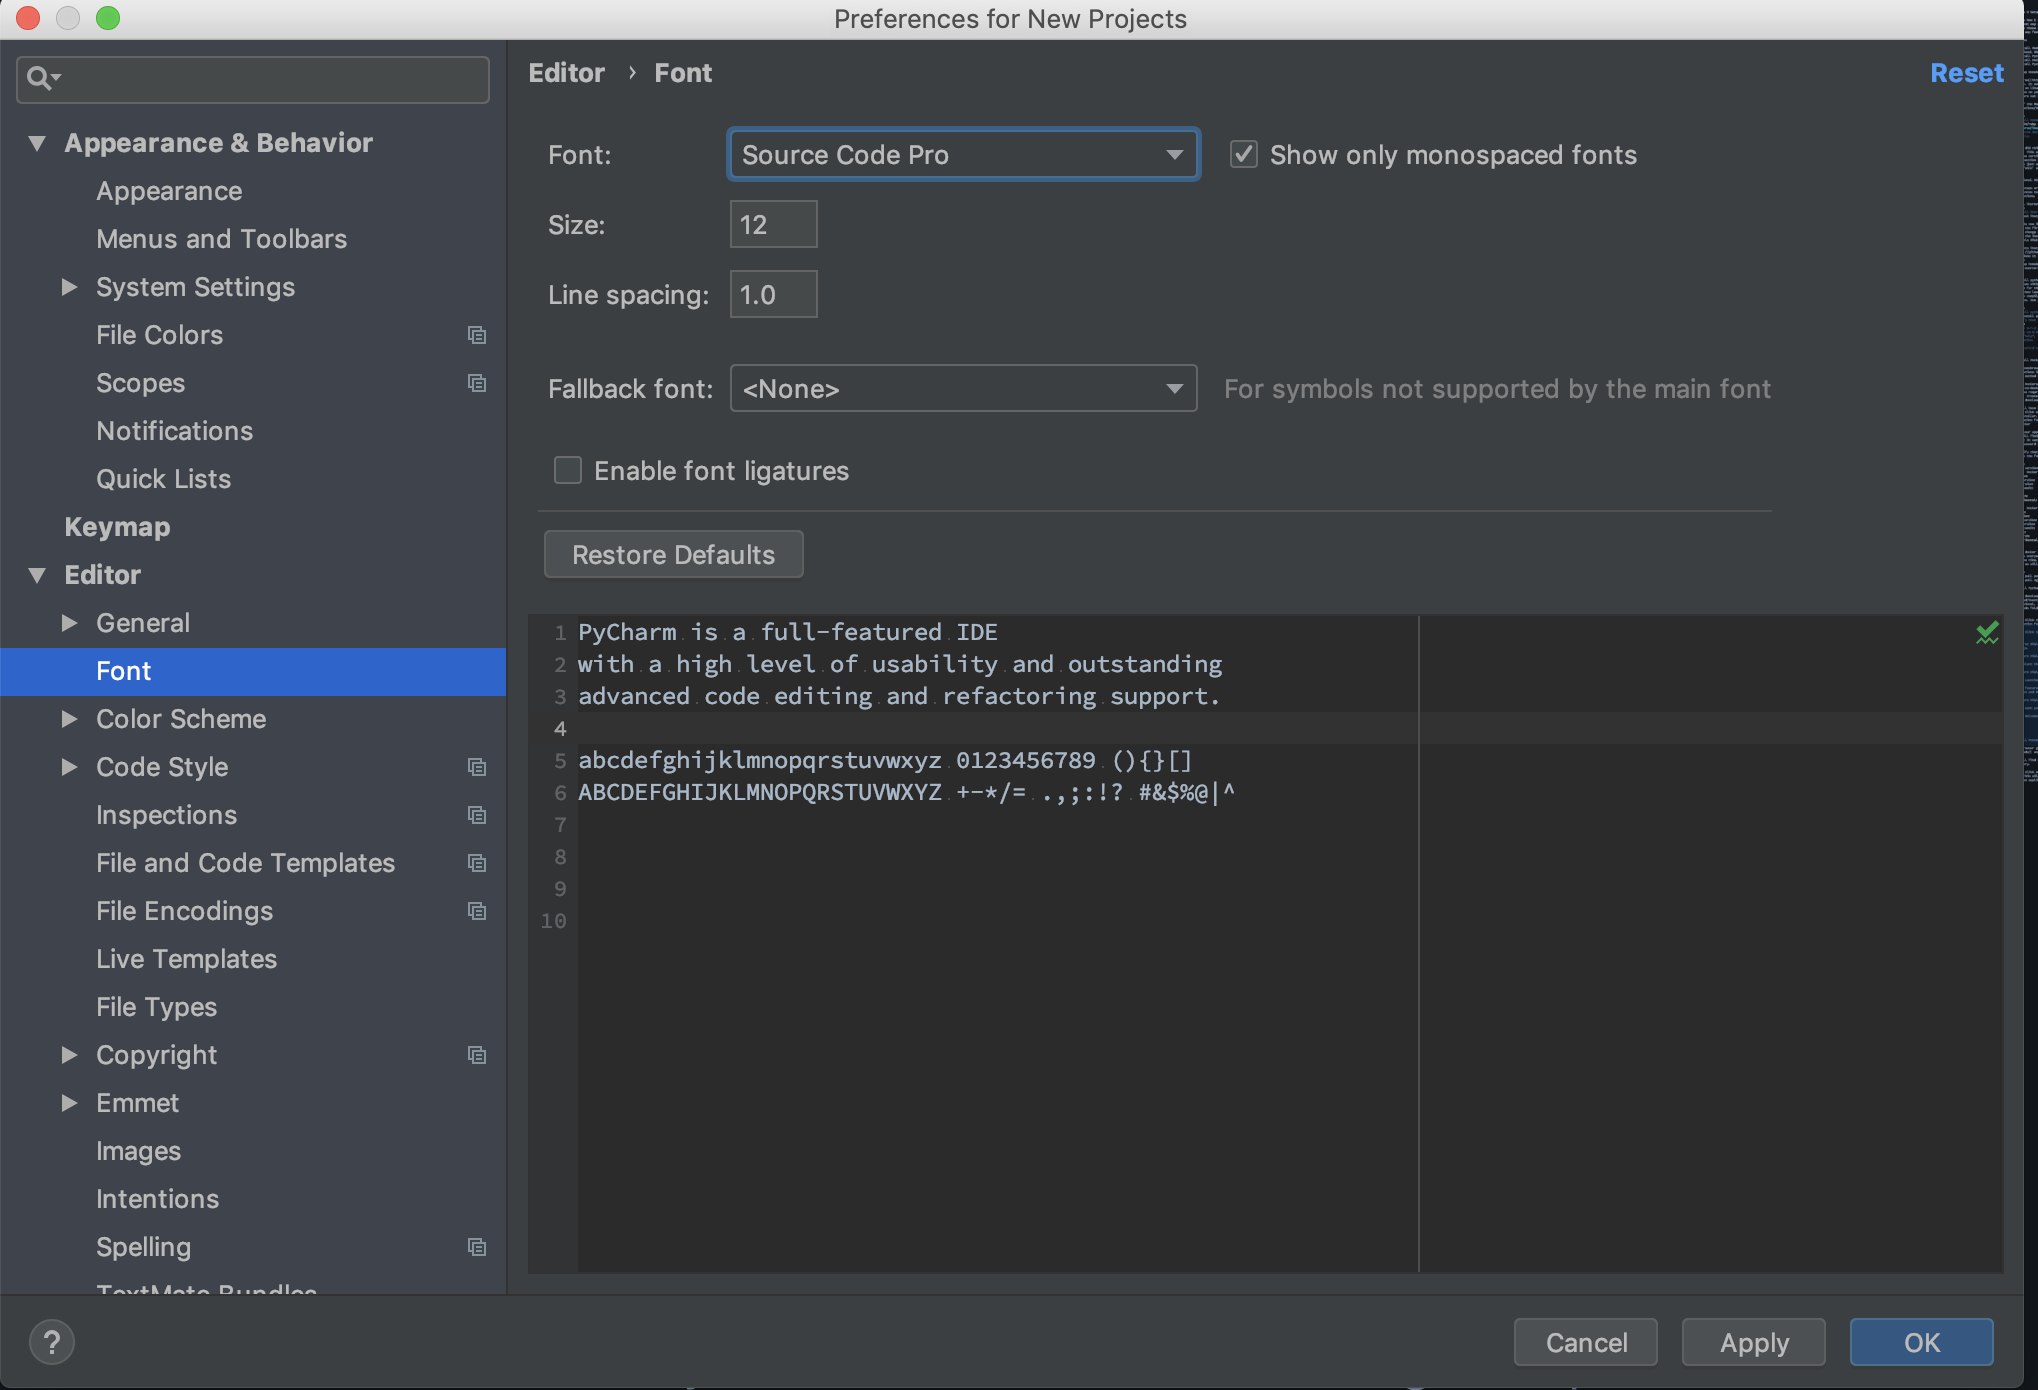 Preferences for New Projects
Appearance & Behavior
Appearance
Menus and Toolbars
System Settings
File Colors
Scopes
Notifications
Quick Lists
Keymap
Editor
General
Font
Color Scheme
Code Style
Inspections
File and Code Templates
File Encodings
Live Templates
File Types
Copyright
Emmet
Images
Intentions
Spelling
TextMate Bundles
Editor › Font
Reset
Font: Source Code Pro Show only monospaced fonts
Size: 12
Line spacing: 1.0
Fallback font: <None> For symbols not supported by the main font
Enable font ligatures
Restore Defaults
1 PyCharm is a full-featured IDE
2 with a high level of usability and outstanding
3 advanced code editing and refactoring support.
4
5 abcdefghijklmnopqrstuvwxyz 0123456789 (){}[]
6 ABCDEFGHIJKLMNOPQRSTUVWXYZ +-*/= .,;:!? #&$%@|^
7
8
9
10
?
Cancel Apply OK